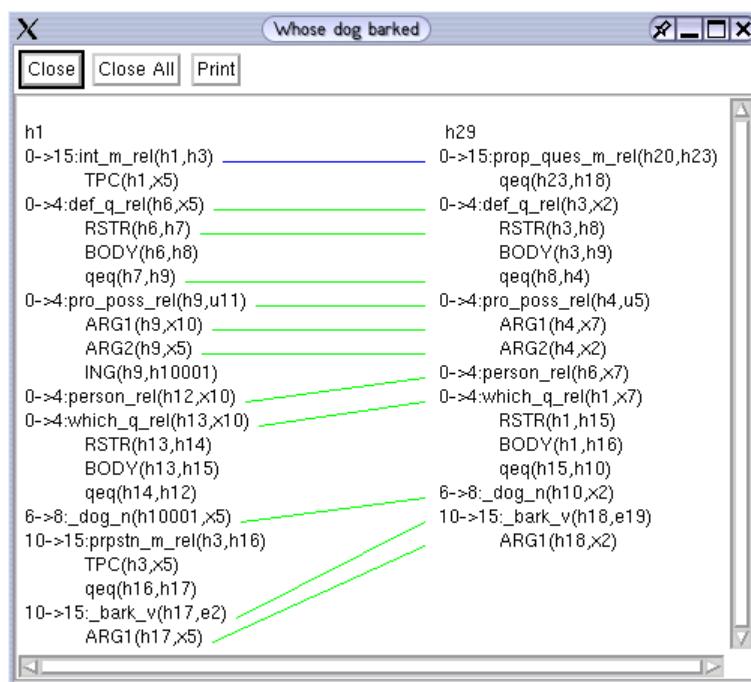 Whose dog barked
Close Close All Print
h1
0->15:int_m_rel(h1,h3)
TPC(h1,x5)
0->4:def_q_rel(h6,x5)
RSTR(h6,h7)
BODY(h6,h8)
qeq(h7,h9)
0->4:pro_poss_rel(h9,u11)
ARG1(h9,x10)
ARG2(h9,x5)
ING(h9,h10001)
0->4:person_rel(h12,x10)
0->4:which_q_rel(h13,x10)
RSTR(h13,h14)
BODY(h13,h15)
qeq(h14,h12)
6->8:_dog_n(h10001,x5)
10->15:prpstn_m_rel(h3,h16)
TPC(h3,x5)
qeq(h16,h17)
10->15:_bark_v(h17,e2)
ARG1(h17,x5)
h29
0->15:prop_ques_m_rel(h20,h23)
qeq(h23,h18)
0->4:def_q_rel(h3,x2)
RSTR(h3,h8)
BODY(h3,h9)
qeq(h8,h4)
0->4:pro_poss_rel(h4,u5)
ARG1(h4,x7)
ARG2(h4,x2)
0->4:person_rel(h6,x7)
0->4:which_q_rel(h1,x7)
RSTR(h1,h15)
BODY(h1,h16)
qeq(h15,h10)
6->8:_dog_n(h10,x2)
10->15:_bark_v(h18,e19)
ARG1(h18,x2)